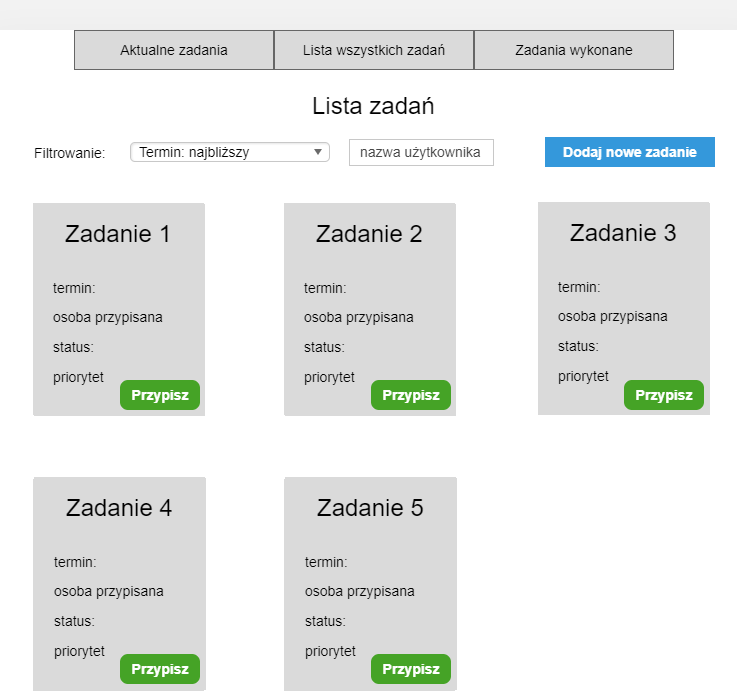 Aktualne zadania
Lista wszystkich zadań
Zadania wykonane
Lista zadań
Filtrowanie:
Termin: najbliższy
nazwa użytkownika
Dodaj nowe zadanie
Zadanie 1
termin:
osoba przypisana
status:
priorytet
Przypisz
Zadanie 2
termin:
osoba przypisana
status:
priorytet
Przypisz
Zadanie 3
termin:
osoba przypisana
status:
priorytet
Przypisz
Zadanie 4
termin:
osoba przypisana
status:
priorytet
Przypisz
Zadanie 5
termin:
osoba przypisana
status:
priorytet
Przypisz